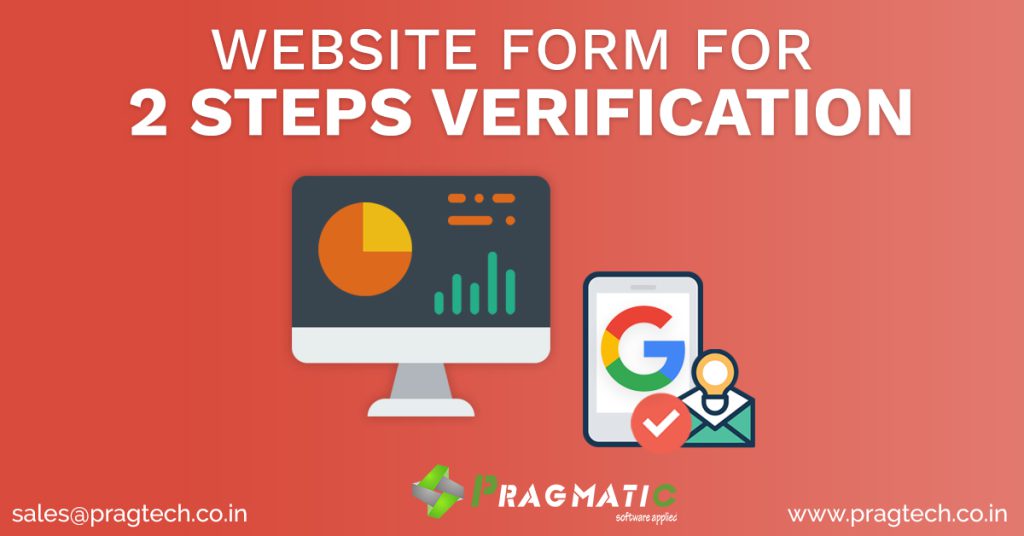 WEBSITE FORM FOR
2 STEPS VERIFICATION
G
PRAGMATIC
software applied
sales@pragtech.co.in
www.pragtech.co.in